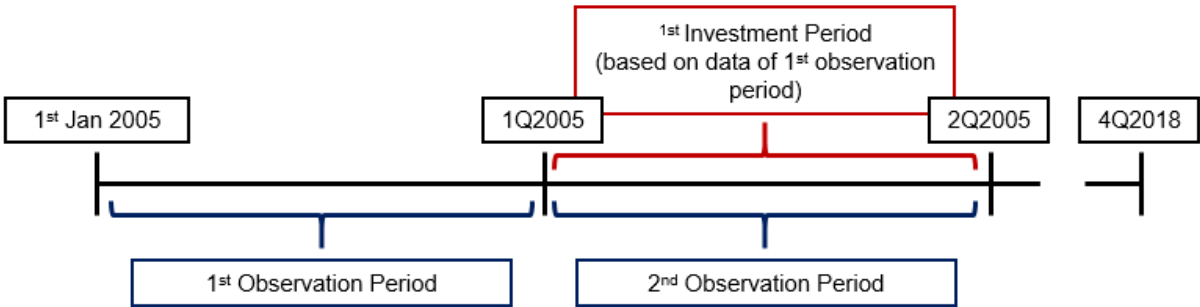 1st Investment Period
(based on data of 1st observation
period)
1st Jan 2005
1Q2005
2Q2005
4Q2018
1st Observation Period
2nd Observation Period